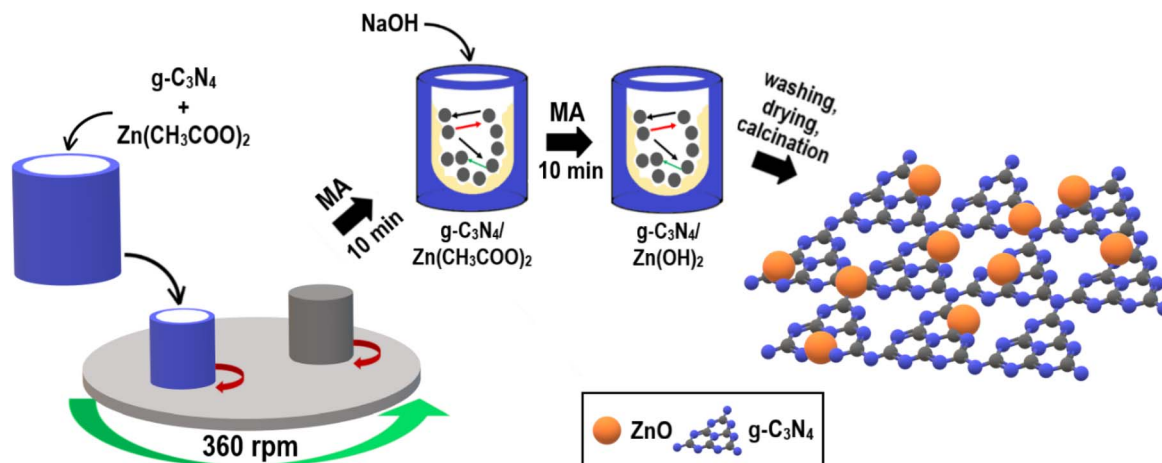 g-C₃N₄
+
Zn(CH₃COO)₂
MA
10 min
NaOH
g-C₃N₄/
Zn(CH₃COO)₂
MA
10 min
g-C₃N₄/
Zn(OH)₂
washing,
drying,
calcination
360 rpm
ZnO
g-C₃N₄